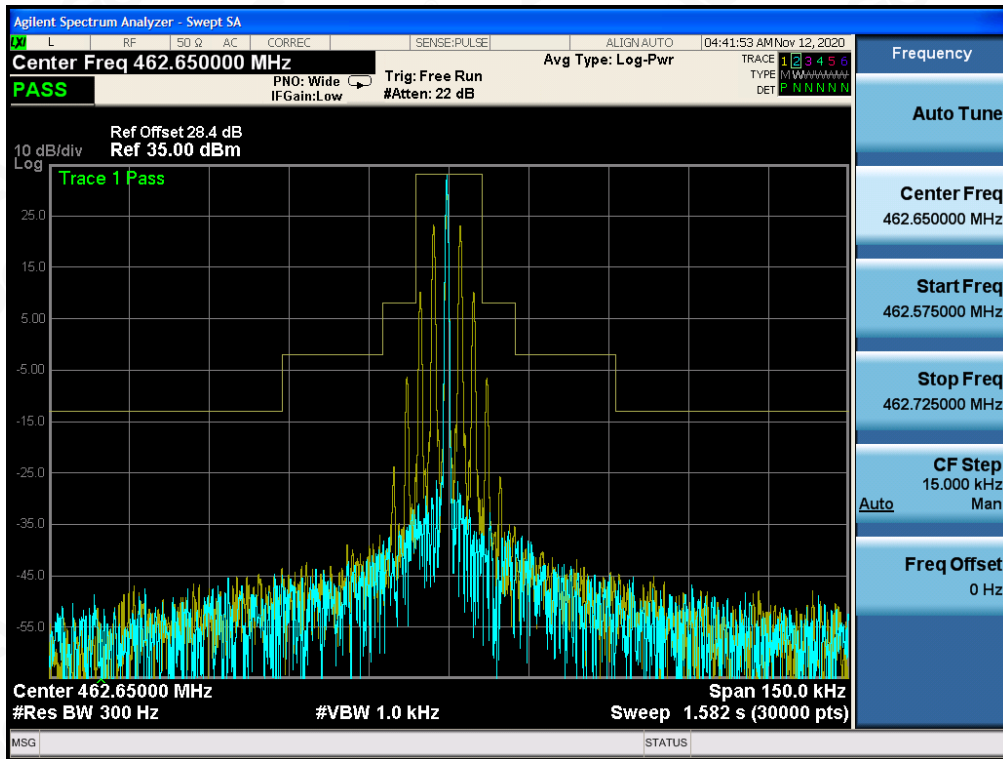 Agilent Spectrum Analyzer - Swept SA
LXI L RF 50 Ω AC CORREC SENSE:PULSE ALIGN AUTO 04:41:53 AM Nov 12, 2020
Center Freq 462.650000 MHz
PASS
PNO: Wide
IFGain:Low
Trig: Free Run
#Atten: 22 dB
Avg Type: Log-Pwr
TRACE 1 2 3 4 5 6
TYPE M
DET P N N N N N
Ref Offset 28.4 dB
10 dB/div Ref 35.00 dBm
Log
Trace 1 Pass
25.0
15.0
5.00
-5.00
-15.0
-25.0
-35.0
-45.0
-55.0
Center 462.65000 MHz Span 150.0 kHz
#Res BW 300 Hz #VBW 1.0 kHz Sweep 1.582 s (30000 pts)
MSG STATUS
Frequency
Auto Tune
Center Freq
462.650000 MHz
Start Freq
462.575000 MHz
Stop Freq
462.725000 MHz
CF Step
15.000 kHz
Auto Man
Freq Offset
0 Hz